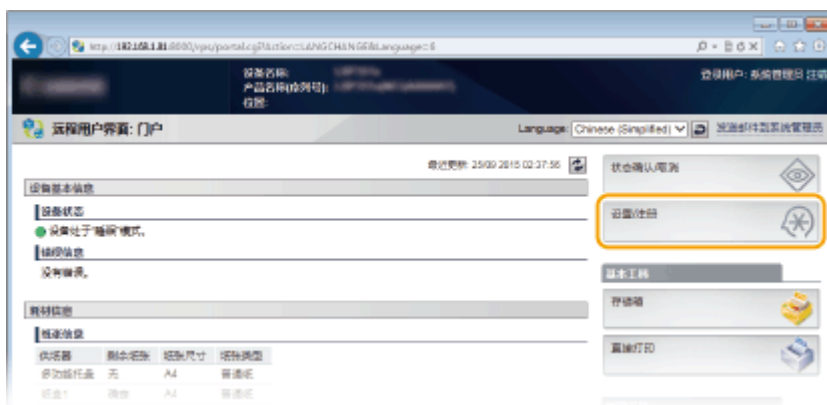 http://192.168.1.81:8000/rps/portal.cgi?Action=LANGCHANGE&Language=6
设备名称:
产品名称(序列号):
位置:
登录用户: 系统管理员 注销
远程用户界面: 门户
Language: Chinese (Simplified)
发送邮件到系统管理员
最近更新: 25/09 2015 02:37:56
状态确认/取消
设备基本信息
设备状态
设备处于"睡眠"模式。
设置/注册
错误信息
没有错误。
基本工具
存储箱
耗材信息
纸张信息
直接打印
供纸器 剩余纸张 纸张尺寸 纸张类型
多功能托盘 无 A4 普通纸
纸盒1 确定 A4 普通纸